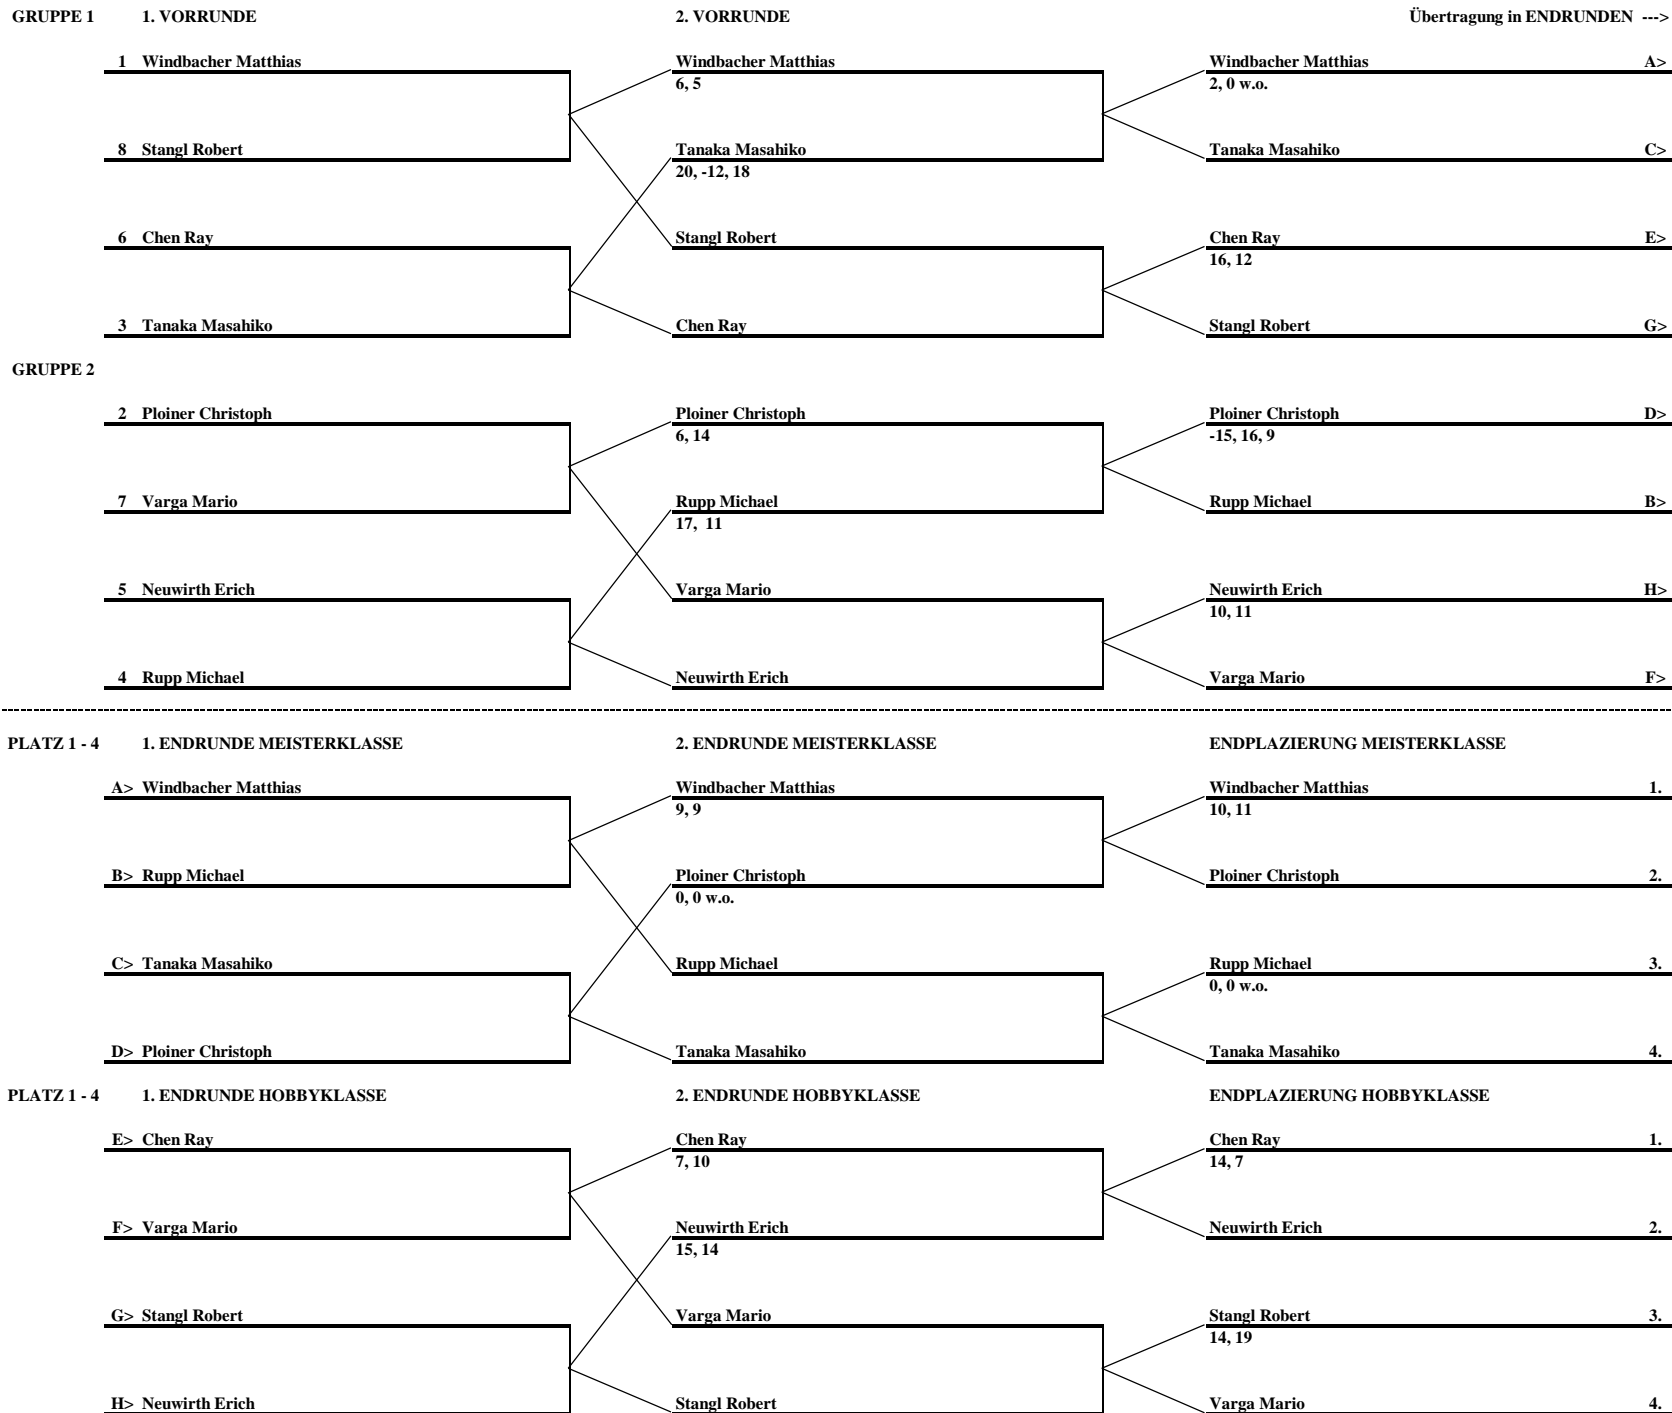 GRUPPE 1 1. VORRUNDE 2. VORRUNDE Übertragung in ENDRUNDEN --->
1 Windbacher Matthias Windbacher Matthias Windbacher Matthias A>
6, 5 2, 0 w.o.
8 Stangl Robert Tanaka Masahiko Tanaka Masahiko C>
20, -12, 18
6 Chen Ray Stangl Robert Chen Ray E>
16, 12
3 Tanaka Masahiko Chen Ray Stangl Robert G>
GRUPPE 2
2 Ploiner Christoph Ploiner Christoph Ploiner Christoph D>
6, 14 -15, 16, 9
7 Varga Mario Rupp Michael Rupp Michael B>
17, 11
5 Neuwirth Erich Varga Mario Neuwirth Erich H>
10, 11
4 Rupp Michael Neuwirth Erich Varga Mario F>
PLATZ 1 - 4 1. ENDRUNDE MEISTERKLASSE 2. ENDRUNDE MEISTERKLASSE ENDPLAZIERUNG MEISTERKLASSE
A> Windbacher Matthias Windbacher Matthias Windbacher Matthias 1.
9, 9 10, 11
B> Rupp Michael Ploiner Christoph Ploiner Christoph 2.
0, 0 w.o.
C> Tanaka Masahiko Rupp Michael Rupp Michael 3.
0, 0 w.o.
D> Ploiner Christoph Tanaka Masahiko Tanaka Masahiko 4.
PLATZ 1 - 4 1. ENDRUNDE HOBBYKLASSE 2. ENDRUNDE HOBBYKLASSE ENDPLAZIERUNG HOBBYKLASSE
E> Chen Ray Chen Ray Chen Ray 1.
7, 10 14, 7
F> Varga Mario Neuwirth Erich Neuwirth Erich 2.
15, 14
G> Stangl Robert Varga Mario Stangl Robert 3.
14, 19
H> Neuwirth Erich Stangl Robert Varga Mario 4.